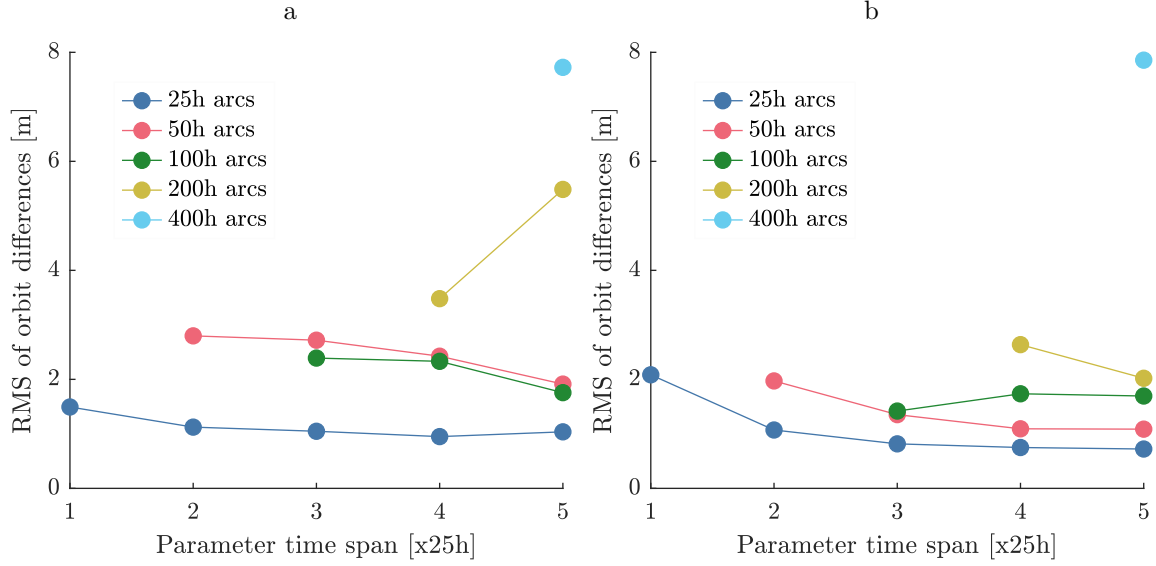 a
RMS of orbit differences [m]
8
6
4
2
0
25h arcs
50h arcs
100h arcs
200h arcs
400h arcs
1 2 3 4 5
Parameter time span [x25h]
b
RMS of orbit differences [m]
8
6
4
2
0
25h arcs
50h arcs
100h arcs
200h arcs
400h arcs
1 2 3 4 5
Parameter time span [x25h]